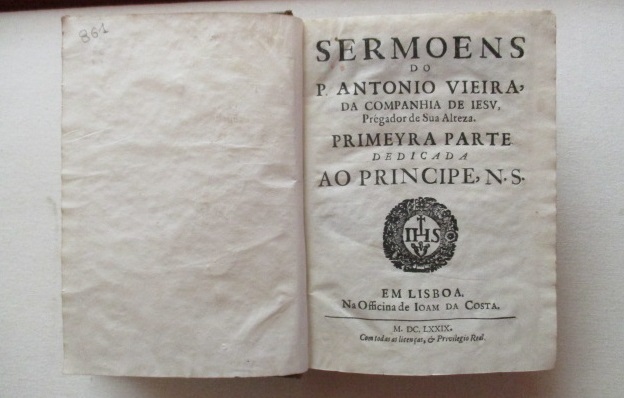 861
SERMOENS
DO
P. ANTONIO VIEIRA,
DA COMPANHIA DE IESV,
Prégador de Sua Alteza.
PRIMEYRA PARTE
DEDICADA
AO PRINCIPE, N. S.
IHS
EM LISBOA.
Na Officina de IOAM DA COSTA.
M. DC. LXXIX.
Com todas as licenças, & Privilegio Real.